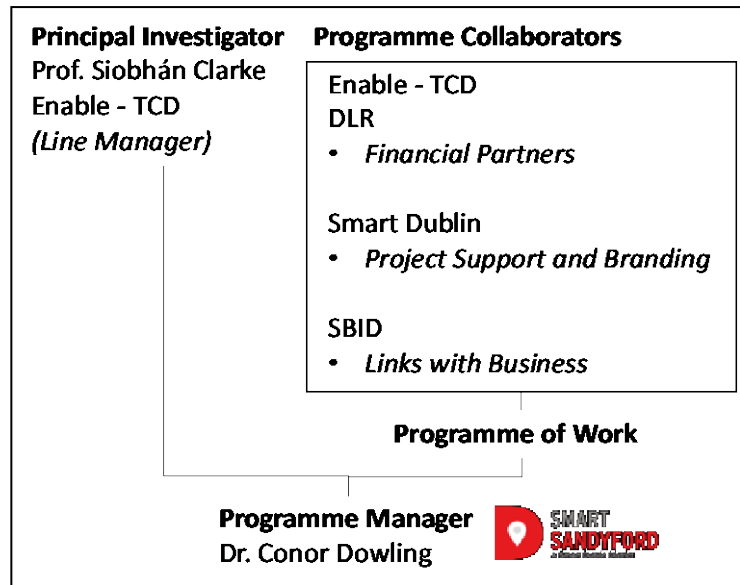 Principal Investigator
Prof. Siobhán Clarke
Enable - TCD
(Line Manager)
Programme Collaborators
Enable - TCD
DLR
• Financial Partners
Smart Dublin
• Project Support and Branding
SBID
• Links with Business
Programme of Work
Programme Manager
Dr. Conor Dowling
SMART
SANDYFORD